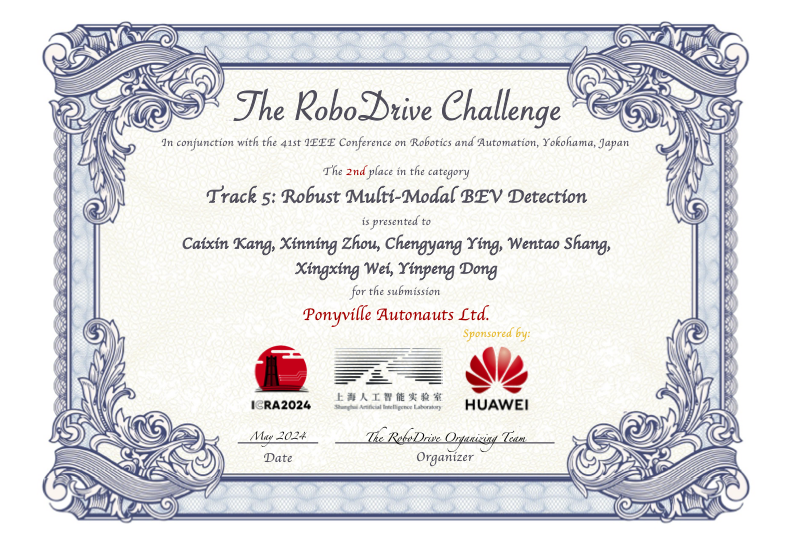 The RoboDrive Challenge
In conjunction with the 41st IEEE Conference on Robotics and Automation, Yokohama, Japan
The 2nd place in the category
Track 5: Robust Multi-Modal BEV Detection
is presented to
Caixin Kang, Xinning Zhou, Chengyang Ying, Wentao Shang,
Xingxing Wei, Yinpeng Dong
for the submission
Ponyville Autonauts Ltd.
Sponsored by:
ICRA2024
上海人工智能实验室
Shanghai Artificial Intelligence Laboratory
HUAWEI
May 2024
The RoboDrive Organizing Team
Date
Organizer